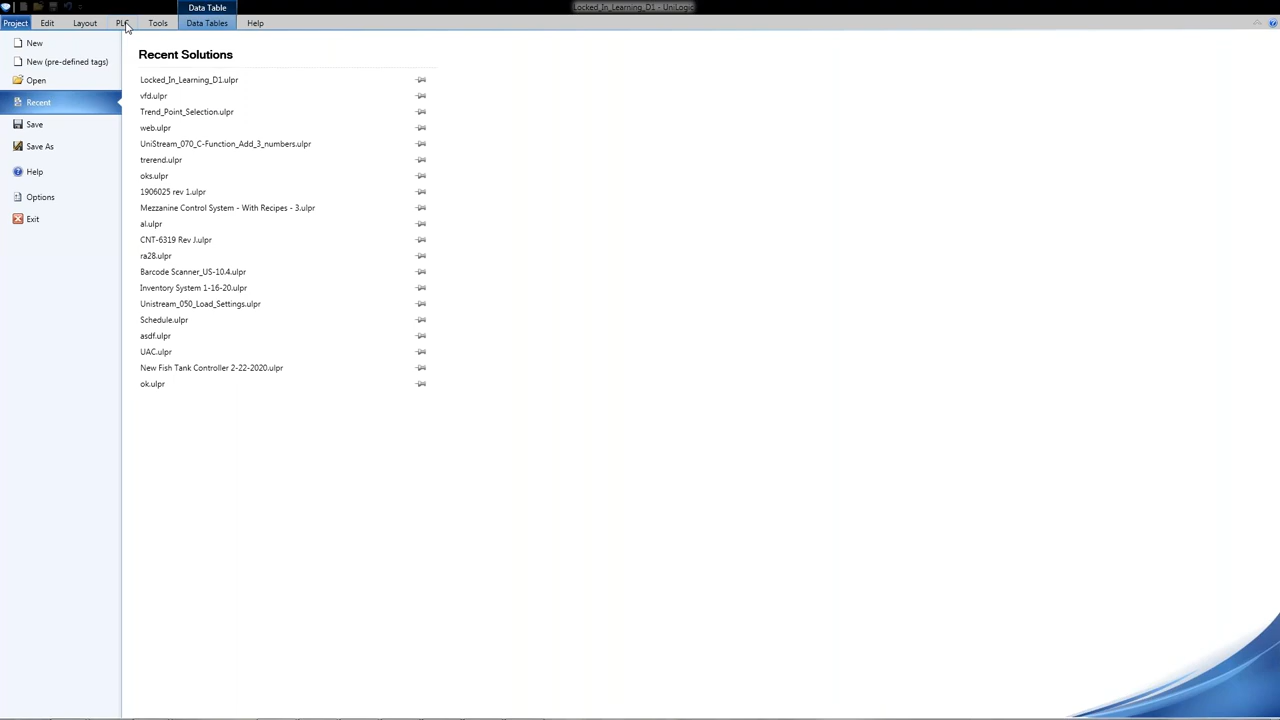 Data Table
Locked_In_Learning_D1 - UniLogic
Project Edit Layout PLC Tools Data Tables Help
New
New (pre-defined tags)
Open
Recent
Save
Save As
Help
Options
Exit
Recent Solutions
Locked_In_Learning_D1.ulpr
vfd.ulpr
Trend_Point_Selection.ulpr
web.ulpr
UniStream_070_C-Function_Add_3_numbers.ulpr
trerend.ulpr
oks.ulpr
1906025 rev 1.ulpr
Mezzanine Control System - With Recipes - 3.ulpr
al.ulpr
CNT-6319 Rev J.ulpr
ra28.ulpr
Barcode Scanner_US-10.4.ulpr
Inventory System 1-16-20.ulpr
Unistream_050_Load_Settings.ulpr
Schedule.ulpr
asdf.ulpr
UAC.ulpr
New Fish Tank Controller 2-22-2020.ulpr
ok.ulpr